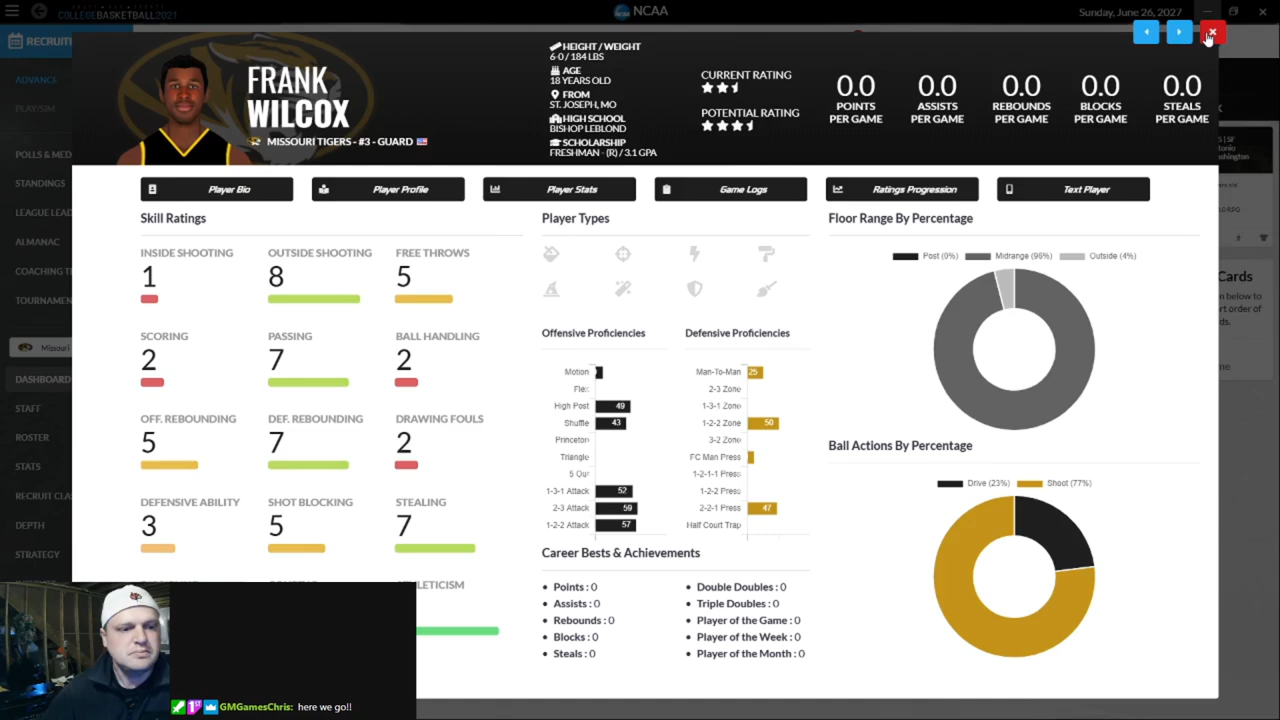 COLLEGEBASKETBALL2021
NCAA
Sunday, June 26, 2027
RECRUITI
ADVANCE
PLAY/SIM
POLLS & MED
STANDINGS
LEAGUE LEAD
ALMANAC
COACHING T
TOURNAMEN
Missouri
DASHBOARD
STAFF
ROSTER
STATS
RECRUIT CLA
DEPTH
STRATEGY
FRANK
WILCOX
MISSOURI TIGERS - #3 - GUARD
HEIGHT / WEIGHT
6-0 / 184 LBS
AGE
18 YEARS OLD
FROM
ST. JOSEPH, MO
HIGH SCHOOL
BISHOP LEBLOND
SCHOLARSHIP
FRESHMAN - (R) / 3.1 GPA
CURRENT RATING
POTENTIAL RATING
0.0 POINTS PER GAME
0.0 ASSISTS PER GAME
0.0 REBOUNDS PER GAME
0.0 BLOCKS PER GAME
0.0 STEALS PER GAME
Player Bio
Player Profile
Player Stats
Game Logs
Ratings Progression
Text Player
Skill Ratings
INSIDE SHOOTING OUTSIDE SHOOTING FREE THROWS
1 8 5
SCORING PASSING BALL HANDLING
2 7 2
OFF. REBOUNDING DEF. REBOUNDING DRAWING FOULS
5 7 2
DEFENSIVE ABILITY SHOT BLOCKING STEALING
3 5 7
LETICISM
Player Types
Offensive Proficiencies
Motion
Flex
High Post 49
Shuffle 43
Princeton
Triangle
5 Out
1-3-1 Attack 52
2-3 Attack 59
1-2-2 Attack 57
Defensive Proficiencies
Man-To-Man 25
2-3 Zone
1-3-1 Zone
1-2-2 Zone 50
3-2 Zone
FC Man Press
1-2-1-1 Press
1-2-2 Press
2-2-1 Press 47
Half Court Trap
Career Bests & Achievements
Points : 0
Assists : 0
Rebounds : 0
Blocks : 0
Steals : 0
Double Doubles : 0
Triple Doubles : 0
Player of the Game : 0
Player of the Week : 0
Player of the Month : 0
Floor Range By Percentage
Post (0%) Midrange (96%) Outside (4%)
Ball Actions By Percentage
Drive (23%) Shoot (77%)
Cards
GMGamesChris: here we go!!